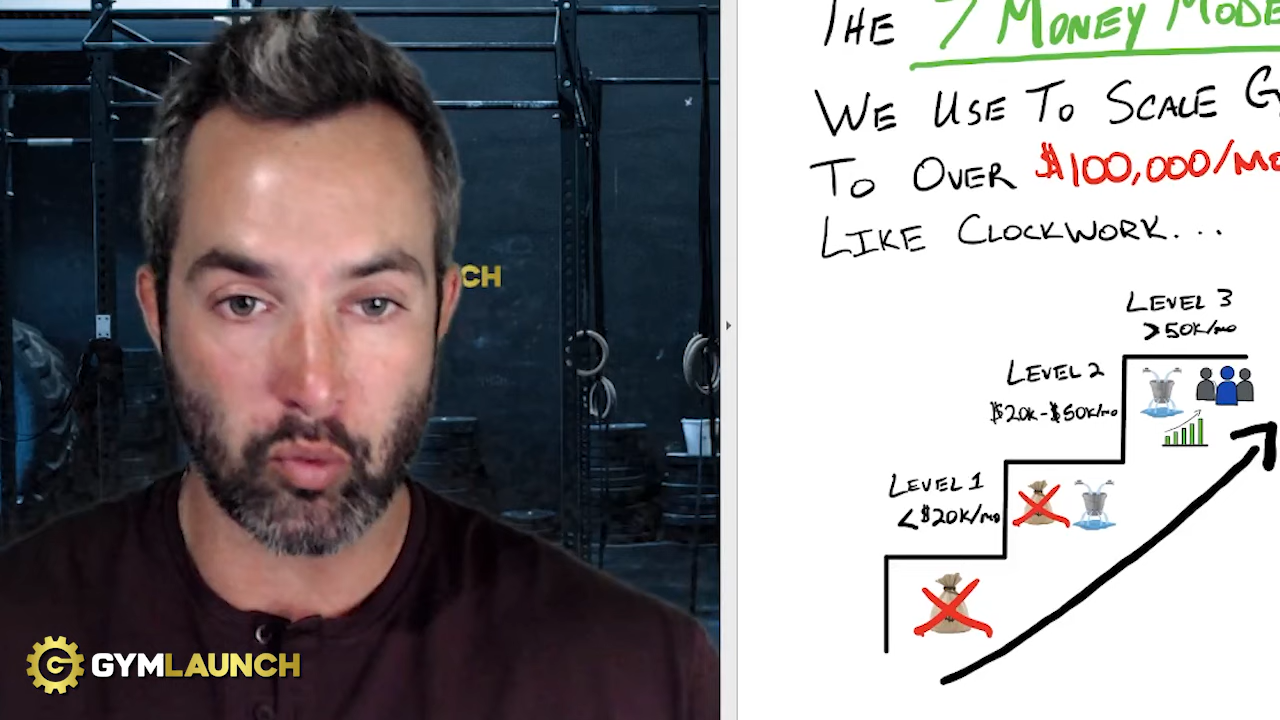 THE 7 MONEY MODE
WE USE TO SCALE G
TO OVER $100,000/MO
LIKE CLOCKWORK...
LEVEL 3
>50K/mo
LEVEL 2
$20K-$50K/mo
LEVEL 1
<$20K/mo
CH
G GYMLAUNCH